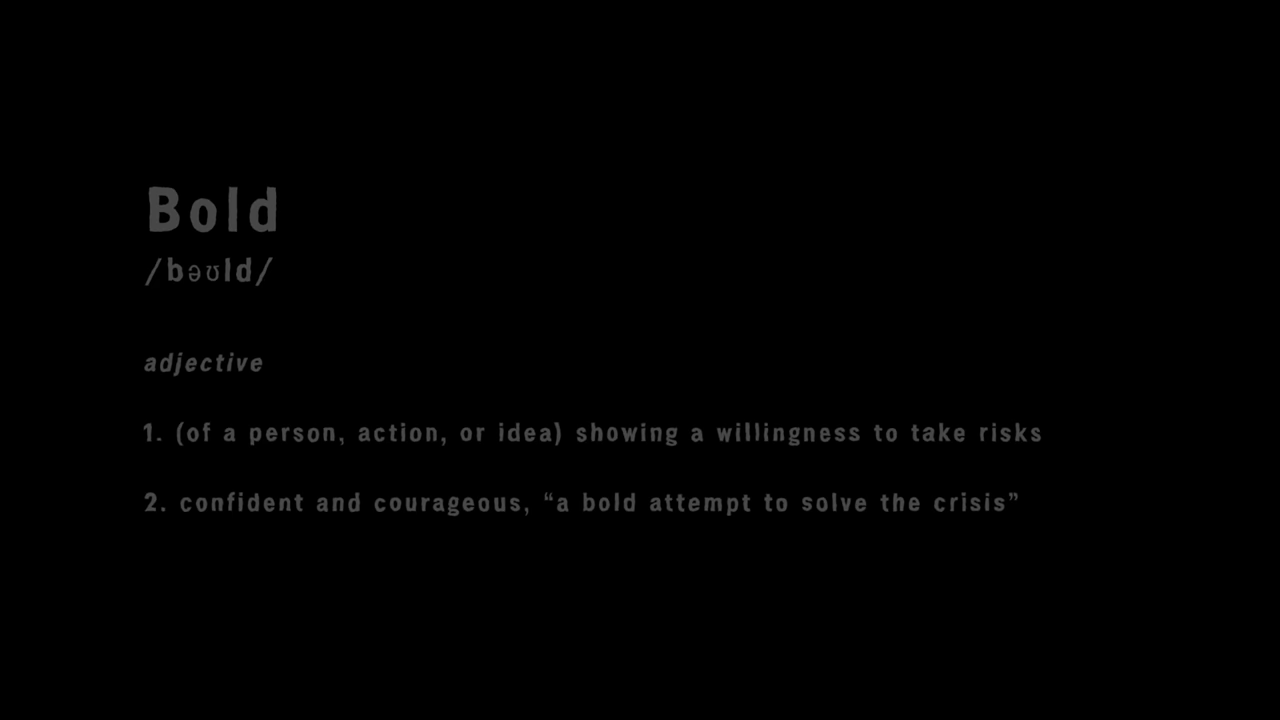 Bold
/bəʊld/
adjective
1. (of a person, action, or idea) showing a willingness to take risks
2. confident and courageous, “a bold attempt to solve the crisis”